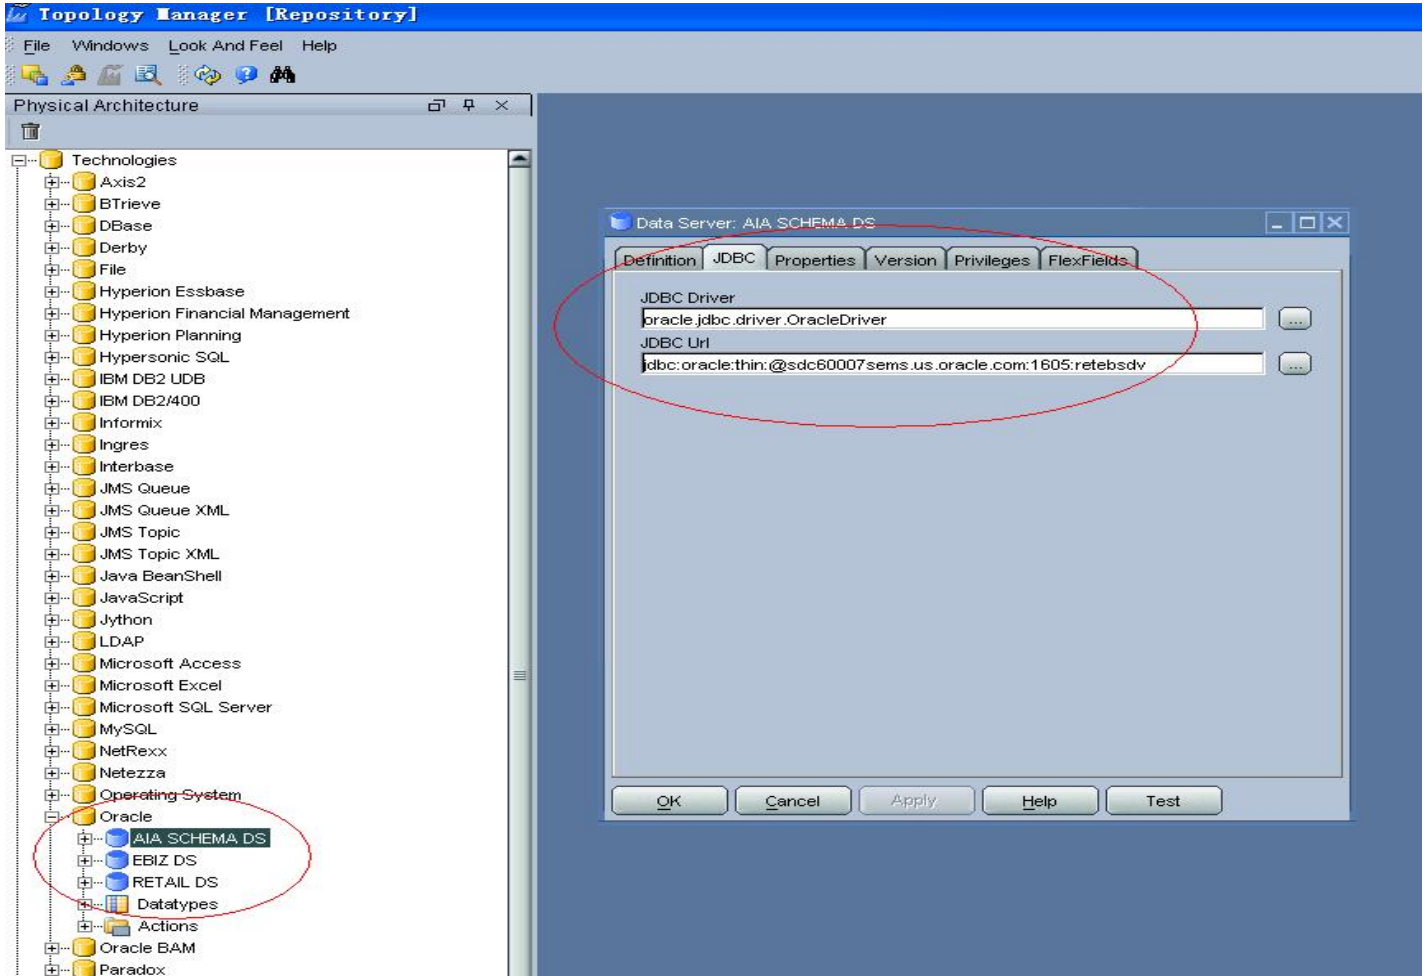 Topology Manager [Repository]
File Windows Look And Feel Help
Physical Architecture
Technologies
Axis2
BTrieve
DBase
Derby
File
Hyperion Essbase
Hyperion Financial Management
Hyperion Planning
Hypersonic SQL
IBM DB2 UDB
IBM DB2/400
Informix
Ingres
Interbase
JMS Queue
JMS Queue XML
JMS Topic
JMS Topic XML
Java BeanShell
JavaScript
Jython
LDAP
Microsoft Access
Microsoft Excel
Microsoft SQL Server
MySQL
NetRexx
Netezza
Operating System
Oracle
AIA SCHEMA DS
EBIZ DS
RETAIL DS
Datatypes
Actions
Oracle BAM
Paradox
Data Server: AIA SCHEMA DS
Definition JDBC Properties Version Privileges FlexFields
JDBC Driver
oracle.jdbc.driver.OracleDriver ...
JDBC Url
jdbc:oracle:thin:@sdc60007sems.us.oracle.com:1605:retebsdv ...
OK Cancel Apply Help Test